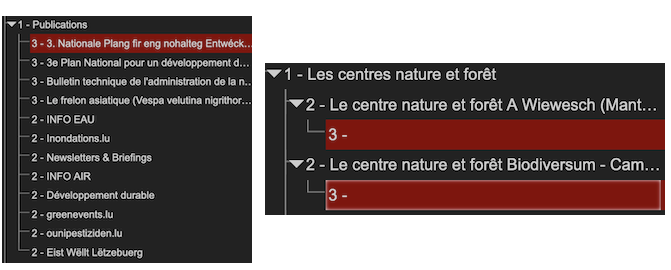 1 - Publications
3 - 3. Nationale Plang fir eng nohalteg Entwéck...
3 - 3e Plan National pour un développement d...
3 - Bulletin technique de l'administration de la n...
3 - Le frelon asiatique (Vespa velutina nigrithor...
2 - INFO EAU
2 - Inondations.lu
2 - Newsletters & Briefings
2 - INFO AIR
2 - Développement durable
2 - greenevents.lu
2 - ounipestiziden.lu
2 - Eist Wëllt Lëtzebuerg
1 - Les centres nature et forêt
2 - Le centre nature et forêt A Wiewesch (Mant...
3 -
2 - Le centre nature et forêt Biodiversum - Cam...
3 -